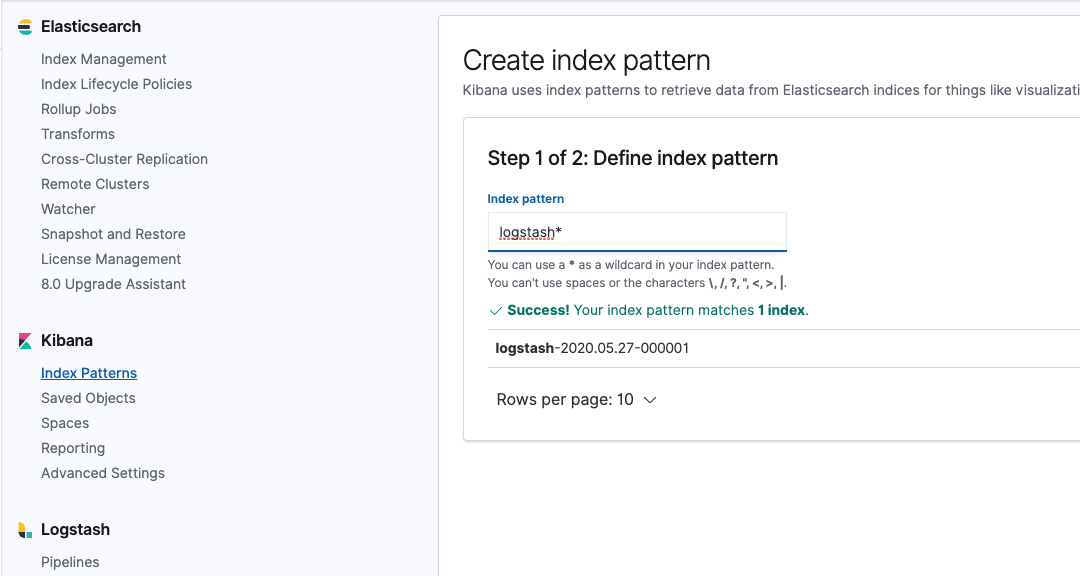 Elasticsearch
Index Management
Index Lifecycle Policies
Rollup Jobs
Transforms
Cross-Cluster Replication
Remote Clusters
Watcher
Snapshot and Restore
License Management
8.0 Upgrade Assistant
Kibana
Index Patterns
Saved Objects
Spaces
Reporting
Advanced Settings
Logstash
Pipelines
Create index pattern
Kibana uses index patterns to retrieve data from Elasticsearch indices for things like visualizati
Step 1 of 2: Define index pattern
Index pattern
logstash*
You can use a * as a wildcard in your index pattern.
You can't use spaces or the characters \, /, ?, ", <, >, |.
Success! Your index pattern matches 1 index.
logstash-2020.05.27-000001
Rows per page: 10